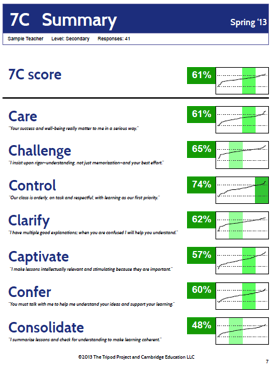 7C Summary
Spring '13
Sample Teacher Level: Secondary Responses: 41
7C score
61%
Care
61%
"Your success and well-being really matter to me in a serious way."
Challenge
65%
"I insist upon rigor—understanding, not just memorization—and your best effort."
Control
74%
"Our class is orderly, on task and respectful, with learning as our first priority."
Clarify
62%
"I have multiple good explanations; when you are confused I will help you understand."
Captivate
57%
"I make lessons intellectually relevant and stimulating because they are important."
Confer
60%
"You must talk with me to help me understand your ideas and support your learning."
Consolidate
48%
"I summarise lessons and check for understanding to make learning coherent."
©2013 The Tripod Project and Cambridge Education LLC
7